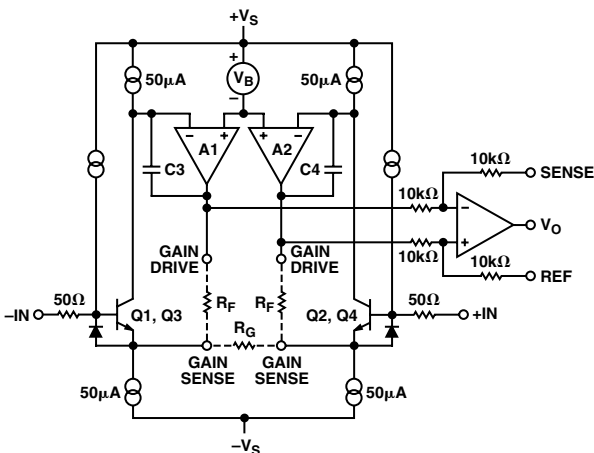 +VS
50µA
+
VB
−
50µA
− + + −
A1
A2
C3
C4
10kΩ
SENSE
10kΩ
−
+
VO
10kΩ
10kΩ
REF
GAIN
DRIVE
GAIN
DRIVE
RF
RF
−IN
50Ω
Q1, Q3
Q2, Q4
50Ω
+IN
RG
GAIN
SENSE
GAIN
SENSE
50µA
50µA
−VS